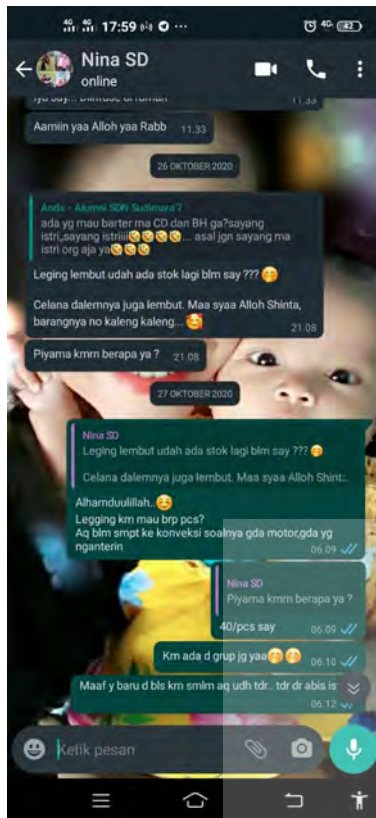 17:59
42
Nina SD
online
11.33
Aamiin yaa Alloh yaa Rabb 11.33
26 OKTOBER 2020
Anda • Alumni SDN Sudimara 7
ada yg mau barter ma CD dan BH ga?sayang
istri,,sayang istriiii🤣🤣🤣🤣... asal jgn sayang ma
istri org aja ya🤣🤣🤣
Leging lembut udah ada stok lagi blm say ??? 🤭
Celana dalemnya juga lembut. Maa syaa Alloh Shinta,
barangnya no kaleng kaleng... 🥰
21.08
Piyama kmrn berapa ya ? 21.08
27 OKTOBER 2020
Nina SD
Leging lembut udah ada stok lagi blm say ??? 🤭
Celana dalemnya juga lembut. Maa syaa Alloh Shint..
Alhamduulillah..☺️
Legging km mau brp pcs?
Aq blm smpt ke konveksi soalnya gda motor,gda yg
nganterin
06.09
Nina SD
Piyama kmrn berapa ya ?
40/pcs say 06.09
Km ada d grup jg yaa🤭🤭 06.10
Maaf y baru d bls krn smlm aq udh tdr.. tdr dr abis is
06.12
Ketik pesan